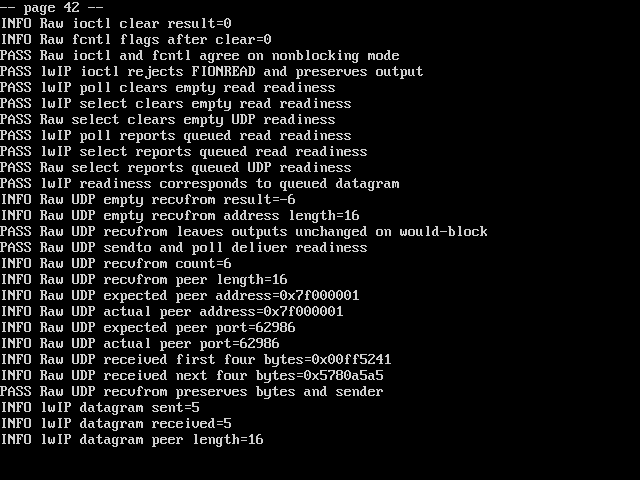 -- page 42 --
INFO Raw ioctl clear result=0
INFO Raw fcntl flags after clear=0
PASS Raw ioctl and fcntl agree on nonblocking mode
PASS lwIP ioctl rejects FIONREAD and preserves output
PASS lwIP poll clears empty read readiness
PASS lwIP select clears empty read readiness
PASS Raw select clears empty UDP readiness
PASS lwIP poll reports queued read readiness
PASS lwIP select reports queued read readiness
PASS Raw select reports queued UDP readiness
PASS lwIP readiness corresponds to queued datagram
INFO Raw UDP empty recvfrom result=-6
INFO Raw UDP empty recvfrom address length=16
PASS Raw UDP recvfrom leaves outputs unchanged on would-block
PASS Raw UDP sendto and poll deliver readiness
INFO Raw UDP recvfrom count=6
INFO Raw UDP recvfrom peer length=16
INFO Raw UDP expected peer address=0x7f000001
INFO Raw UDP actual peer address=0x7f000001
INFO Raw UDP expected peer port=62986
INFO Raw UDP actual peer port=62986
INFO Raw UDP received first four bytes=0x00ff5241
INFO Raw UDP received next four bytes=0x5780a5a5
PASS Raw UDP recvfrom preserves bytes and sender
INFO lwIP datagram sent=5
INFO lwIP datagram received=5
INFO lwIP datagram peer length=16